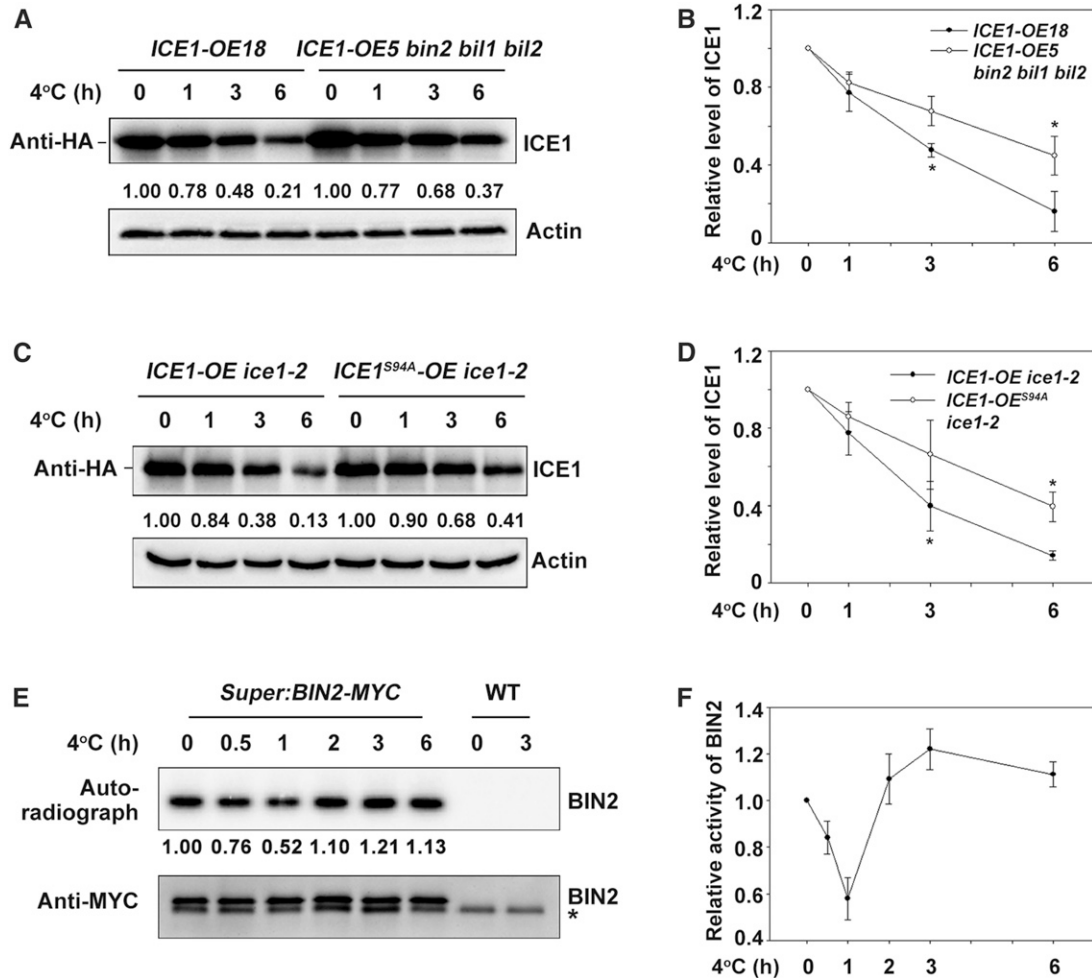 A
ICE1-OE18 ICE1-OE5 bin2 bil1 bil2
4°C (h) 0 1 3 6 0 1 3 6
Anti-HA ICE1
1.00 0.78 0.48 0.21 1.00 0.77 0.68 0.37
Actin
B
1.2
0.8
0.4
0
Relative level of ICE1
ICE1-OE18
ICE1-OE5
bin2 bil1 bil2
*
*
4°C (h) 0 1 3 6
C
ICE1-OE ice1-2 ICE1S94A-OE ice1-2
4°C (h) 0 1 3 6 0 1 3 6
Anti-HA ICE1
1.00 0.84 0.38 0.13 1.00 0.90 0.68 0.41
Actin
D
1.2
0.8
0.4
0
Relative level of ICE1
ICE1-OE ice1-2
ICE1-OES94A
ice1-2
*
*
4°C (h) 0 1 3 6
E
Super:BIN2-MYC WT
4°C (h) 0 0.5 1 2 3 6 0 3
Auto-
radiograph
BIN2
1.00 0.76 0.52 1.10 1.21 1.13
Anti-MYC BIN2
*
F
1.4
1.2
1.0
0.8
0.6
0.4
Relative activity of BIN2
4°C (h) 0 1 2 3 6